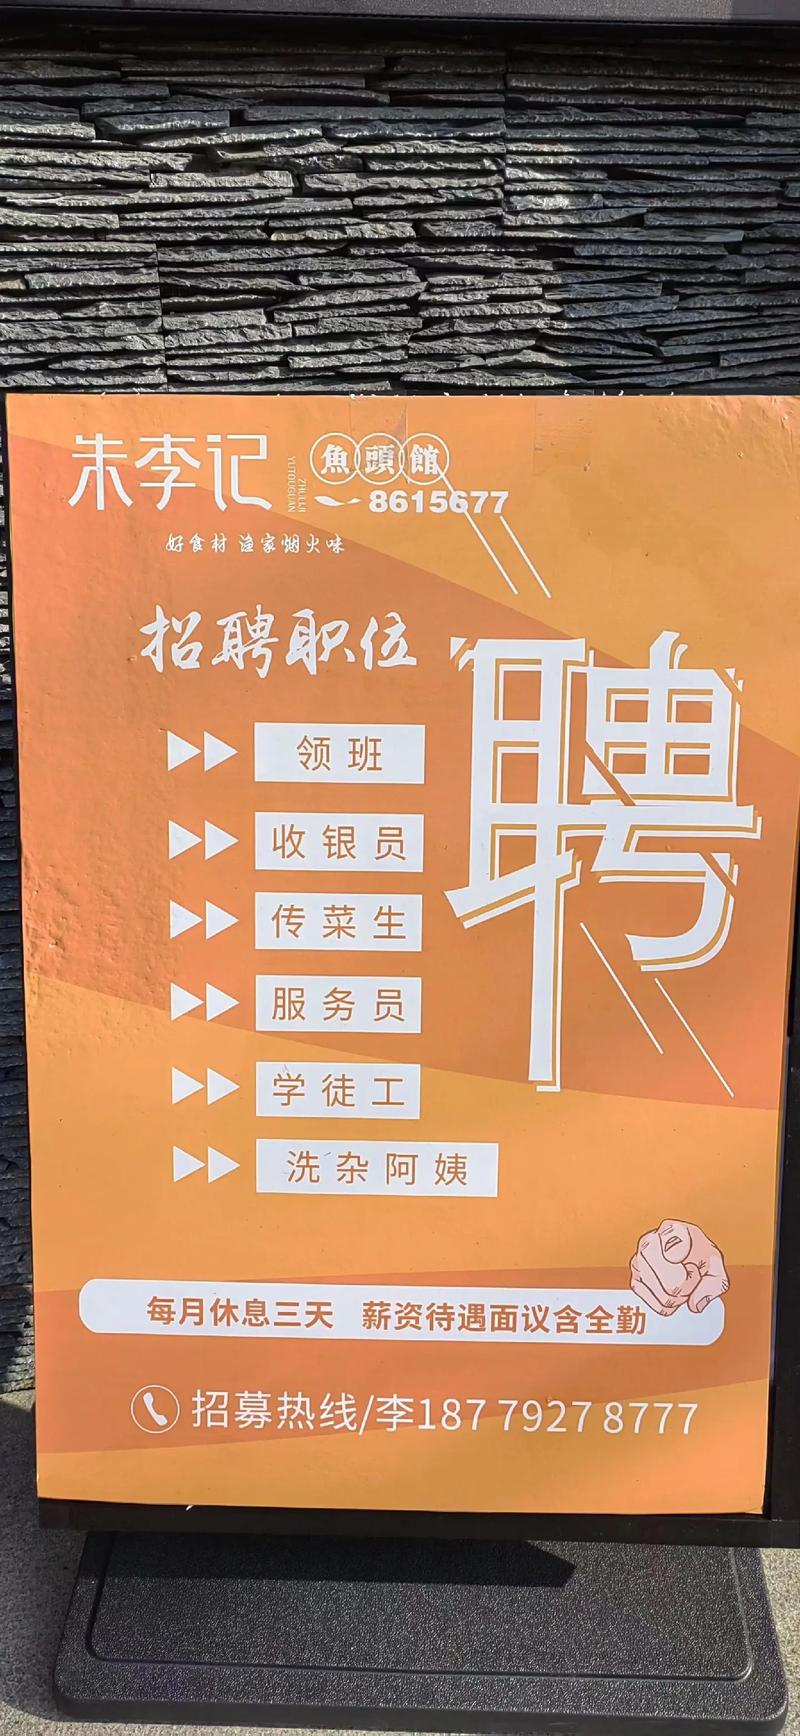 朱李记
YUTOUGUAN
ZHULIJI
魚頭館
8615677
好食材 渔家烟火味
招聘职位
聘
领班
收银员
传菜生
服务员
学徒工
洗杂阿姨
每月休息三天 薪资待遇面议含全勤
招募热线/李187 7927 8777